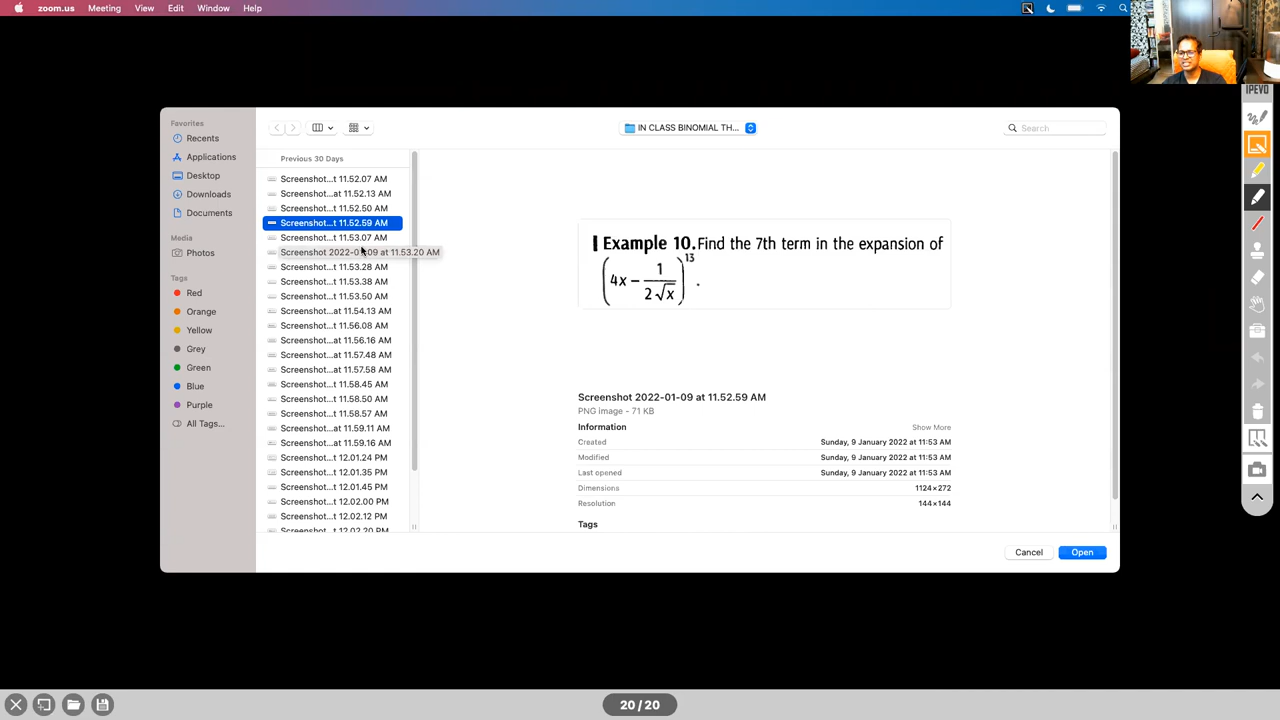 zoom.us Meeting View Edit Window Help
IPEVO
Favorites
Recents
Applications
Desktop
Downloads
Documents
Media
Photos
Tags
Red
Orange
Yellow
Grey
Green
Blue
Purple
All Tags...
IN CLASS BINOMIAL TH...
Search
Previous 30 Days
Screenshot...t 11.52.07 AM
Screenshot...at 11.52.13 AM
Screenshot...t 11.52.50 AM
Screenshot...t 11.52.59 AM
Screenshot...t 11.53.07 AM
Screenshot 2022-01-09 at 11.53.20 AM
Screenshot...t 11.53.28 AM
Screenshot...t 11.53.38 AM
Screenshot...t 11.53.50 AM
Screenshot...at 11.54.13 AM
Screenshot...t 11.56.08 AM
Screenshot...at 11.56.16 AM
Screenshot...at 11.57.48 AM
Screenshot...at 11.57.58 AM
Screenshot...t 11.58.45 AM
Screenshot...t 11.58.50 AM
Screenshot...t 11.58.57 AM
Screenshot...at 11.59.11 AM
Screenshot...at 11.59.16 AM
Screenshot...t 12.01.24 PM
Screenshot...t 12.01.35 PM
Screenshot...t 12.01.45 PM
Screenshot...t 12.02.00 PM
Screenshot...t 12.02.12 PM
Screenshot...t 12.02.20 PM
Example 10. Find the 7th term in the expansion of
(4x − 1/(2√x))^13.
Screenshot 2022-01-09 at 11.52.59 AM
PNG image - 71 KB
Information Show More
Created Sunday, 9 January 2022 at 11:53 AM
Modified Sunday, 9 January 2022 at 11:53 AM
Last opened Sunday, 9 January 2022 at 11:53 AM
Dimensions 1124×272
Resolution 144×144
Tags
Cancel Open
20 / 20